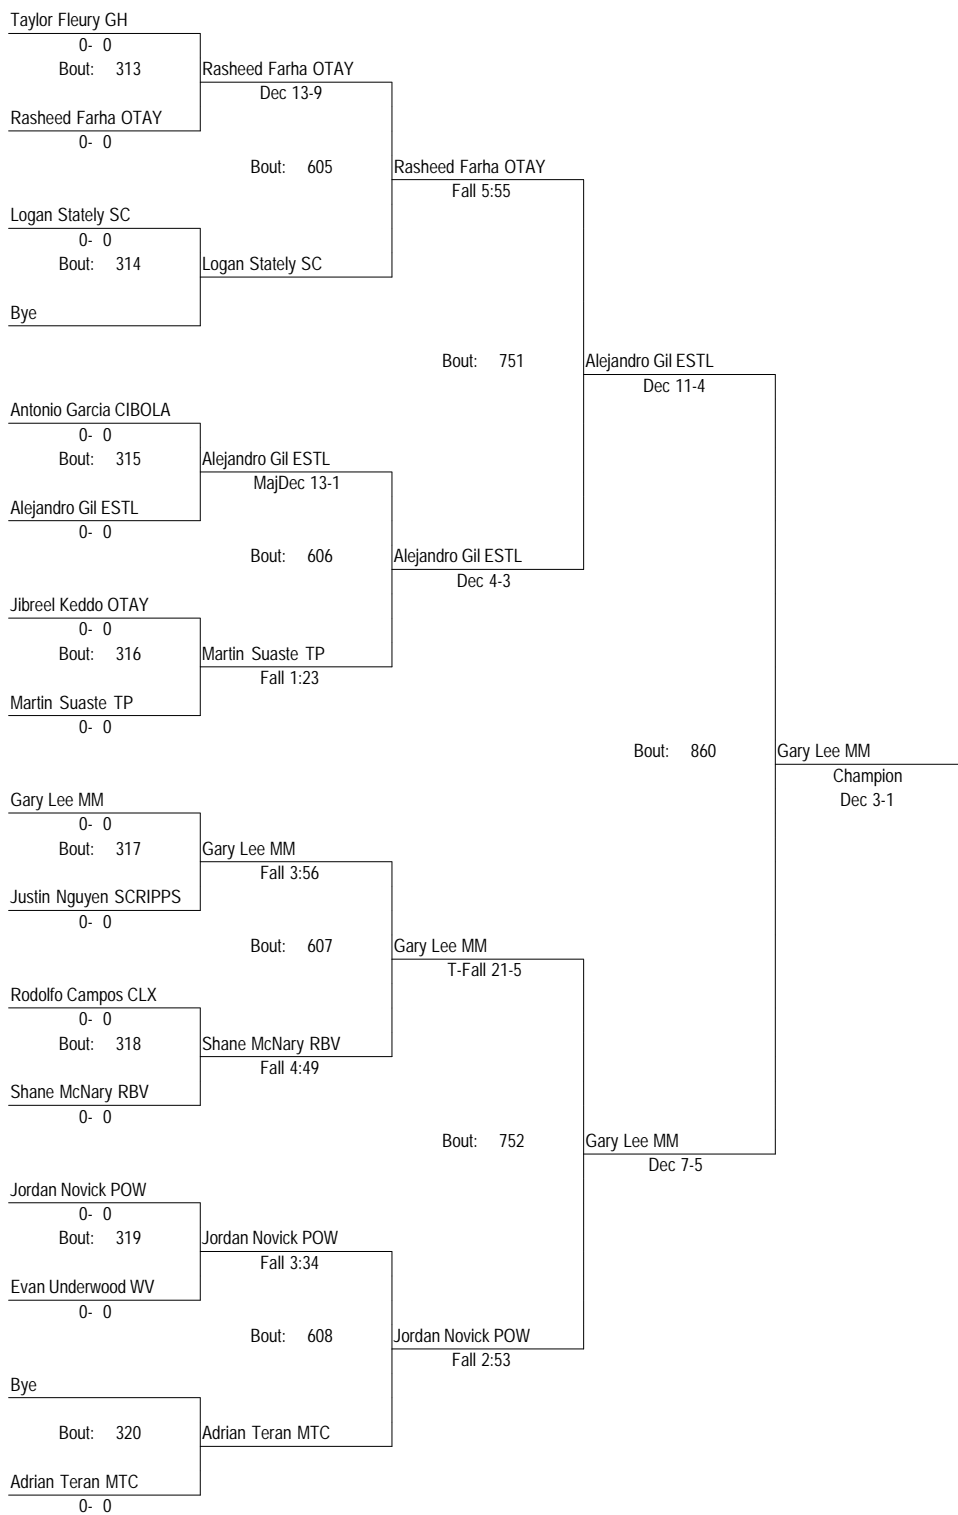 Taylor Fleury GH
0- 0
Bout: 313
Rasheed Farha OTAY
Dec 13-9
Rasheed Farha OTAY
0- 0
Bout: 605
Rasheed Farha OTAY
Fall 5:55
Logan Stately SC
0- 0
Bout: 314
Logan Stately SC
Bye
Bout: 751
Alejandro Gil ESTL
Dec 11-4
Antonio Garcia CIBOLA
0- 0
Bout: 315
Alejandro Gil ESTL
MajDec 13-1
Alejandro Gil ESTL
0- 0
Bout: 606
Alejandro Gil ESTL
Dec 4-3
Jibreel Keddo OTAY
0- 0
Bout: 316
Martin Suaste TP
Fall 1:23
Martin Suaste TP
0- 0
Bout: 860
Gary Lee MM
Champion
Dec 3-1
Gary Lee MM
0- 0
Bout: 317
Gary Lee MM
Fall 3:56
Justin Nguyen SCRIPPS
0- 0
Bout: 607
Gary Lee MM
T-Fall 21-5
Rodolfo Campos CLX
0- 0
Bout: 318
Shane McNary RBV
Fall 4:49
Shane McNary RBV
0- 0
Bout: 752
Gary Lee MM
Dec 7-5
Jordan Novick POW
0- 0
Bout: 319
Jordan Novick POW
Fall 3:34
Evan Underwood WV
0- 0
Bout: 608
Jordan Novick POW
Fall 2:53
Bye
Bout: 320
Adrian Teran MTC
Adrian Teran MTC
0- 0